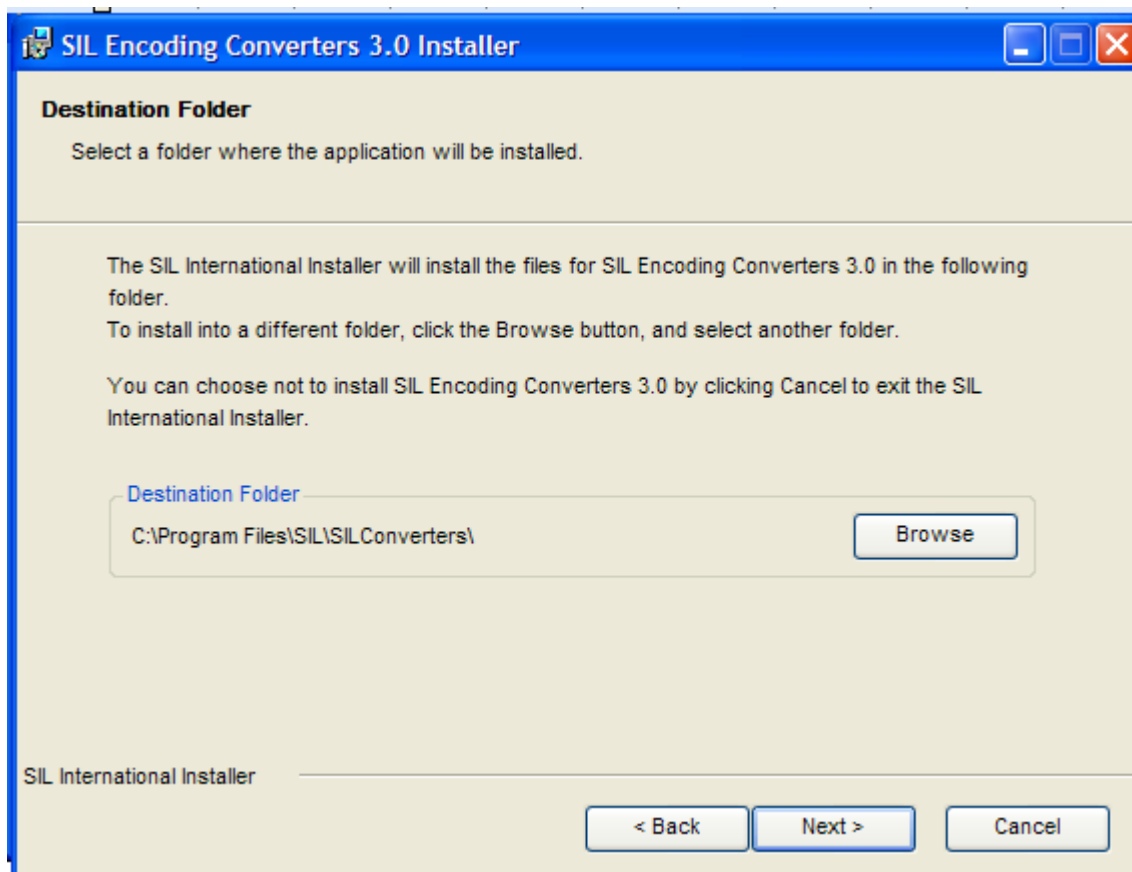 SIL Encoding Converters 3.0 Installer
Destination Folder
Select a folder where the application will be installed.
The SIL International Installer will install the files for SIL Encoding Converters 3.0 in the following
folder.
To install into a different folder, click the Browse button, and select another folder.
You can choose not to install SIL Encoding Converters 3.0 by clicking Cancel to exit the SIL
International Installer.
Destination Folder
C:\Program Files\SIL\SILConverters\
Browse
SIL International Installer
< Back
Next >
Cancel